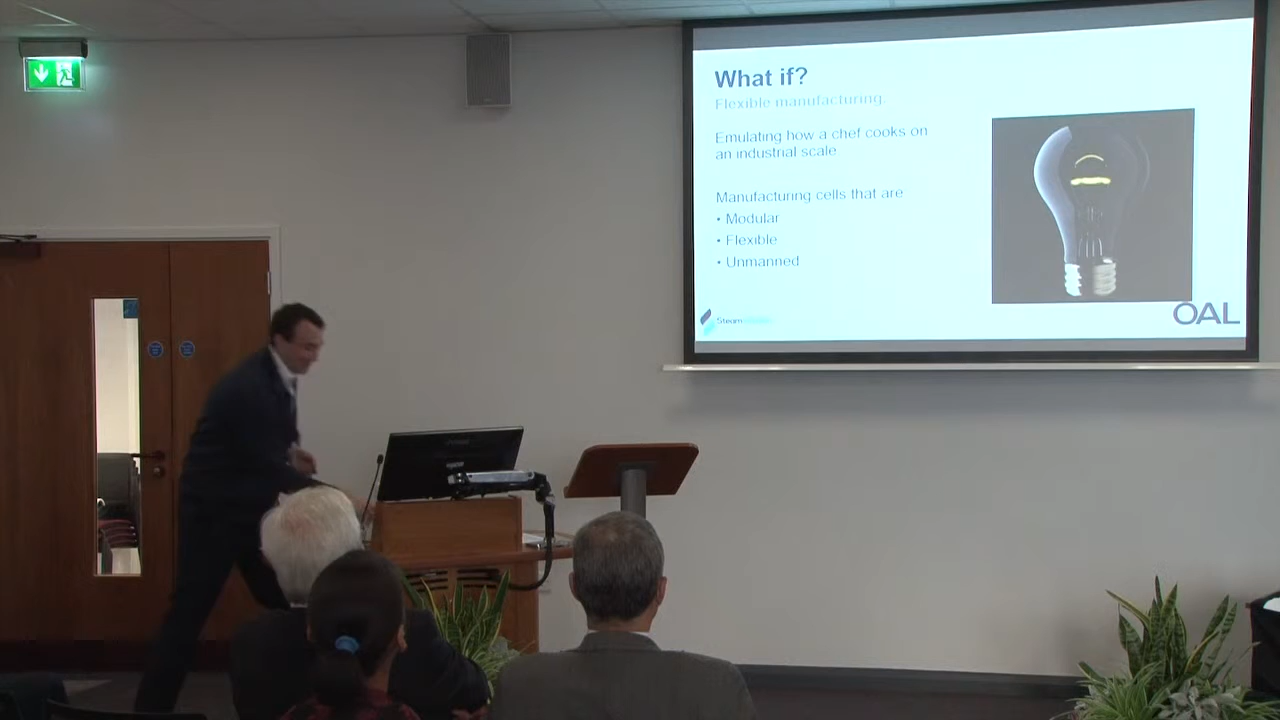 What if?
Flexible manufacturing
Emulating how a chef cooks on
an industrial scale
Manufacturing cells that are
• Modular
• Flexible
• Unmanned
Steam
OAL